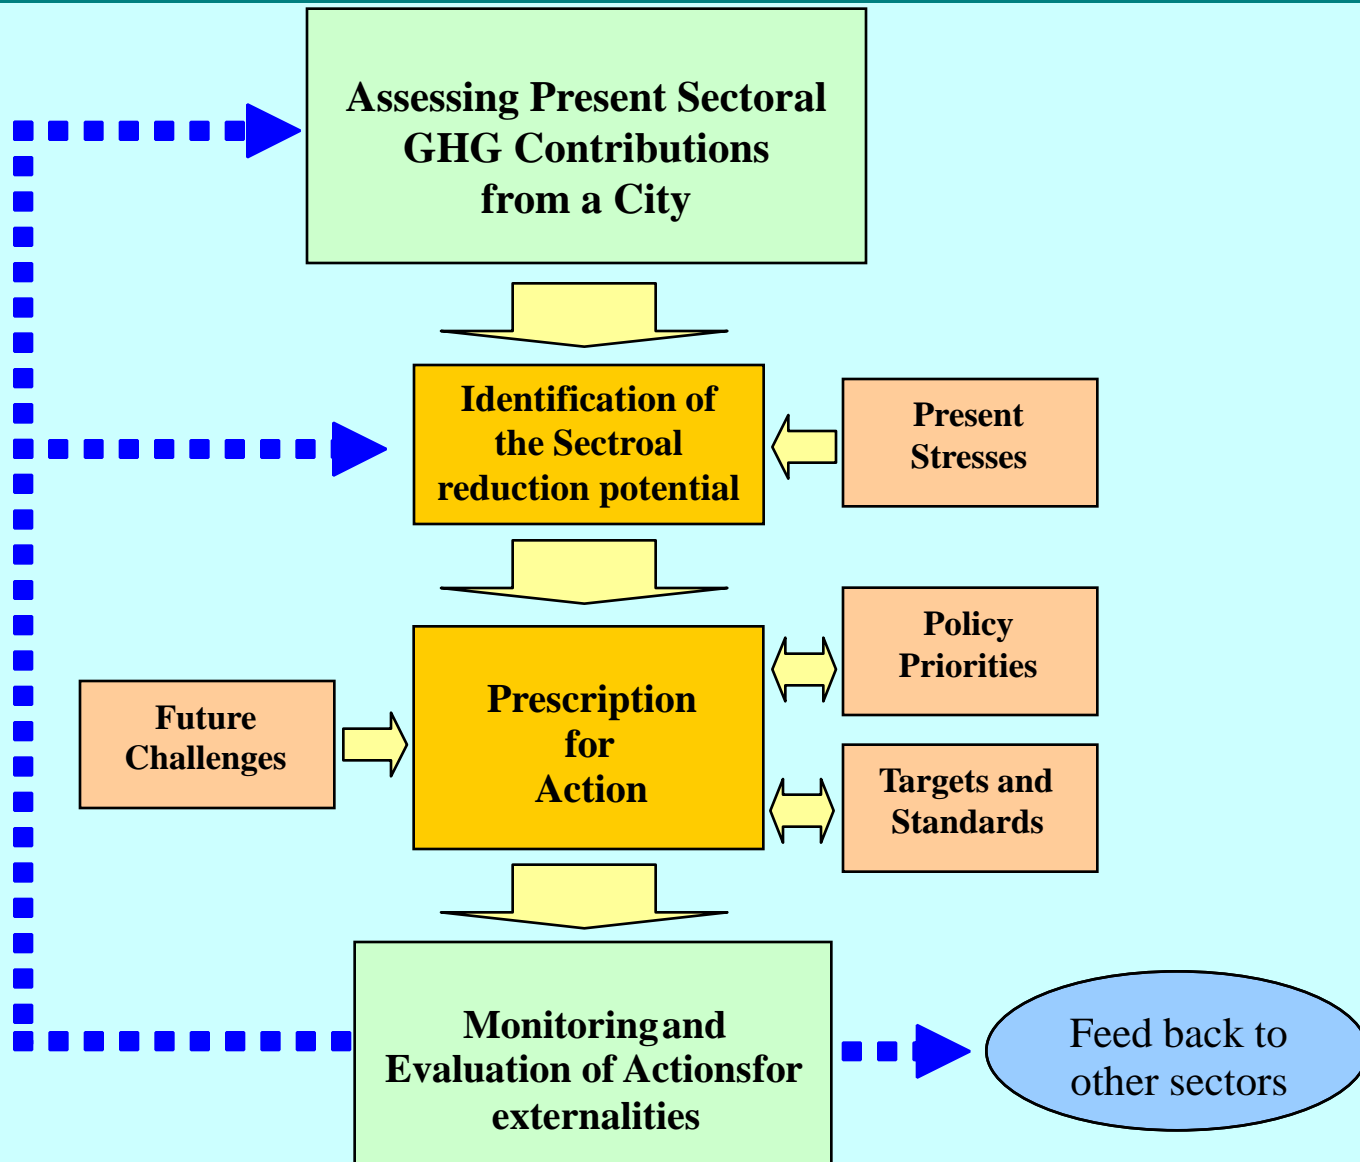 Assessing Present Sectoral
GHG Contributions
from a City
Identification of
the Sectroal
reduction potential
Present
Stresses
Policy
Priorities
Prescription
for
Action
Future
Challenges
Targets and
Standards
Monitoring and
Evaluation of Actionsfor
externalities
Feed back to
other sectors